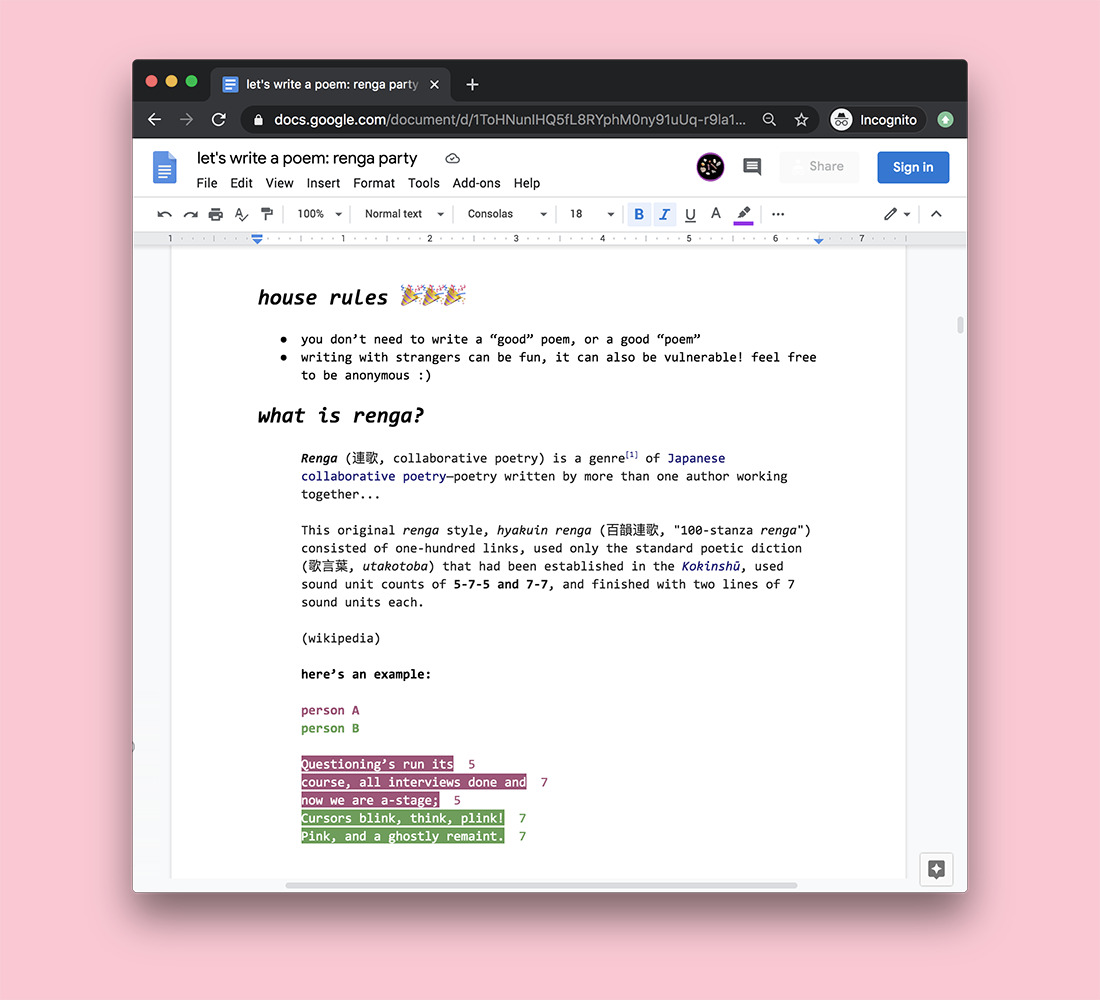 let's write a poem: renga party
docs.google.com/document/d/1ToHNunIHQ5fL8RYphM0ny91uUq-r9la1...
Incognito
let's write a poem: renga party
File Edit View Insert Format Tools Add-ons Help
Share
Sign in
100% Normal text Consolas 18 B I U A
1 1 2 3 4 5 6 7
house rules 🎉🎉🎉
● you don’t need to write a “good” poem, or a good “poem”
● writing with strangers can be fun, it can also be vulnerable! feel free
to be anonymous :)
what is renga?
Renga (連歌, collaborative poetry) is a genre[1] of Japanese
collaborative poetry—poetry written by more than one author working
together...
This original renga style, hyakuin renga (百韻連歌, "100-stanza renga")
consisted of one-hundred links, used only the standard poetic diction
(歌言葉, utakotoba) that had been established in the Kokinshū, used
sound unit counts of 5-7-5 and 7-7, and finished with two lines of 7
sound units each.
(wikipedia)
here’s an example:
person A
person B
Questioning’s run its 5
course, all interviews done and 7
now we are a-stage; 5
Cursors blink, think, plink! 7
Pink, and a ghostly remaint. 7